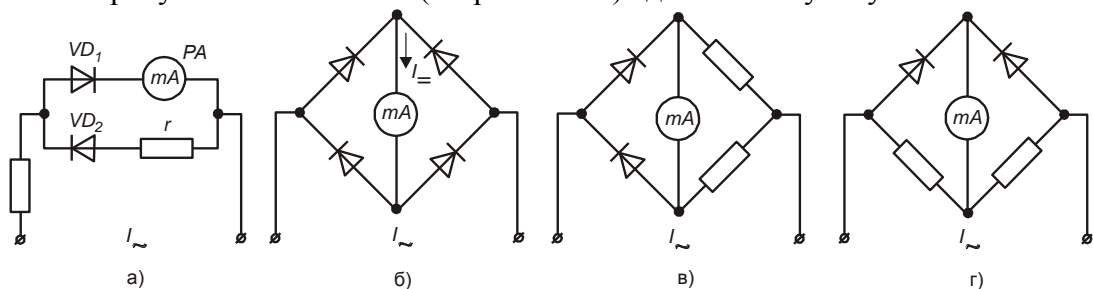 VD1 PA
mA
VD2 r
I=
mA
mA
mA
I~ I~ I~ I~
а) б) в) г)